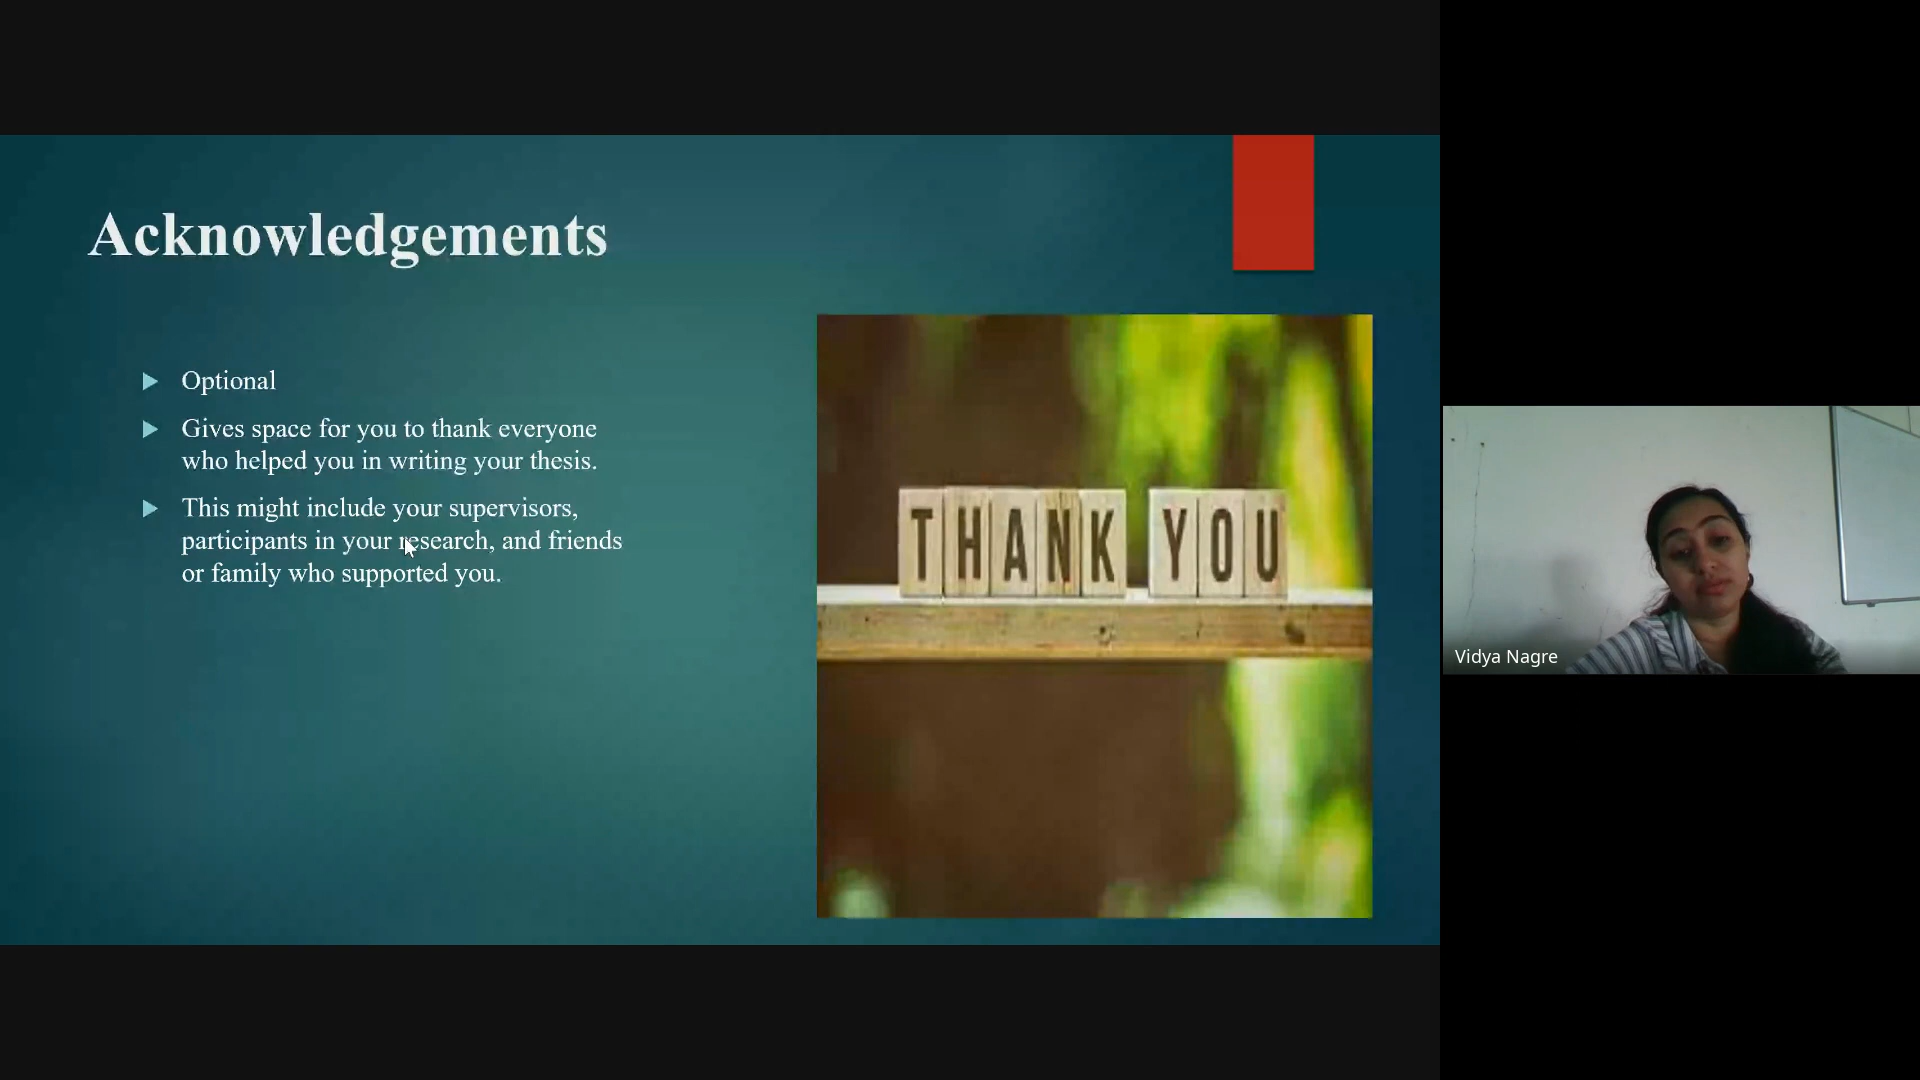 Acknowledgements
Optional
Gives space for you to thank everyone
who helped you in writing your thesis.
This might include your supervisors,
participants in your research, and friends
or family who supported you.
THANK YOU
Vidya Nagre